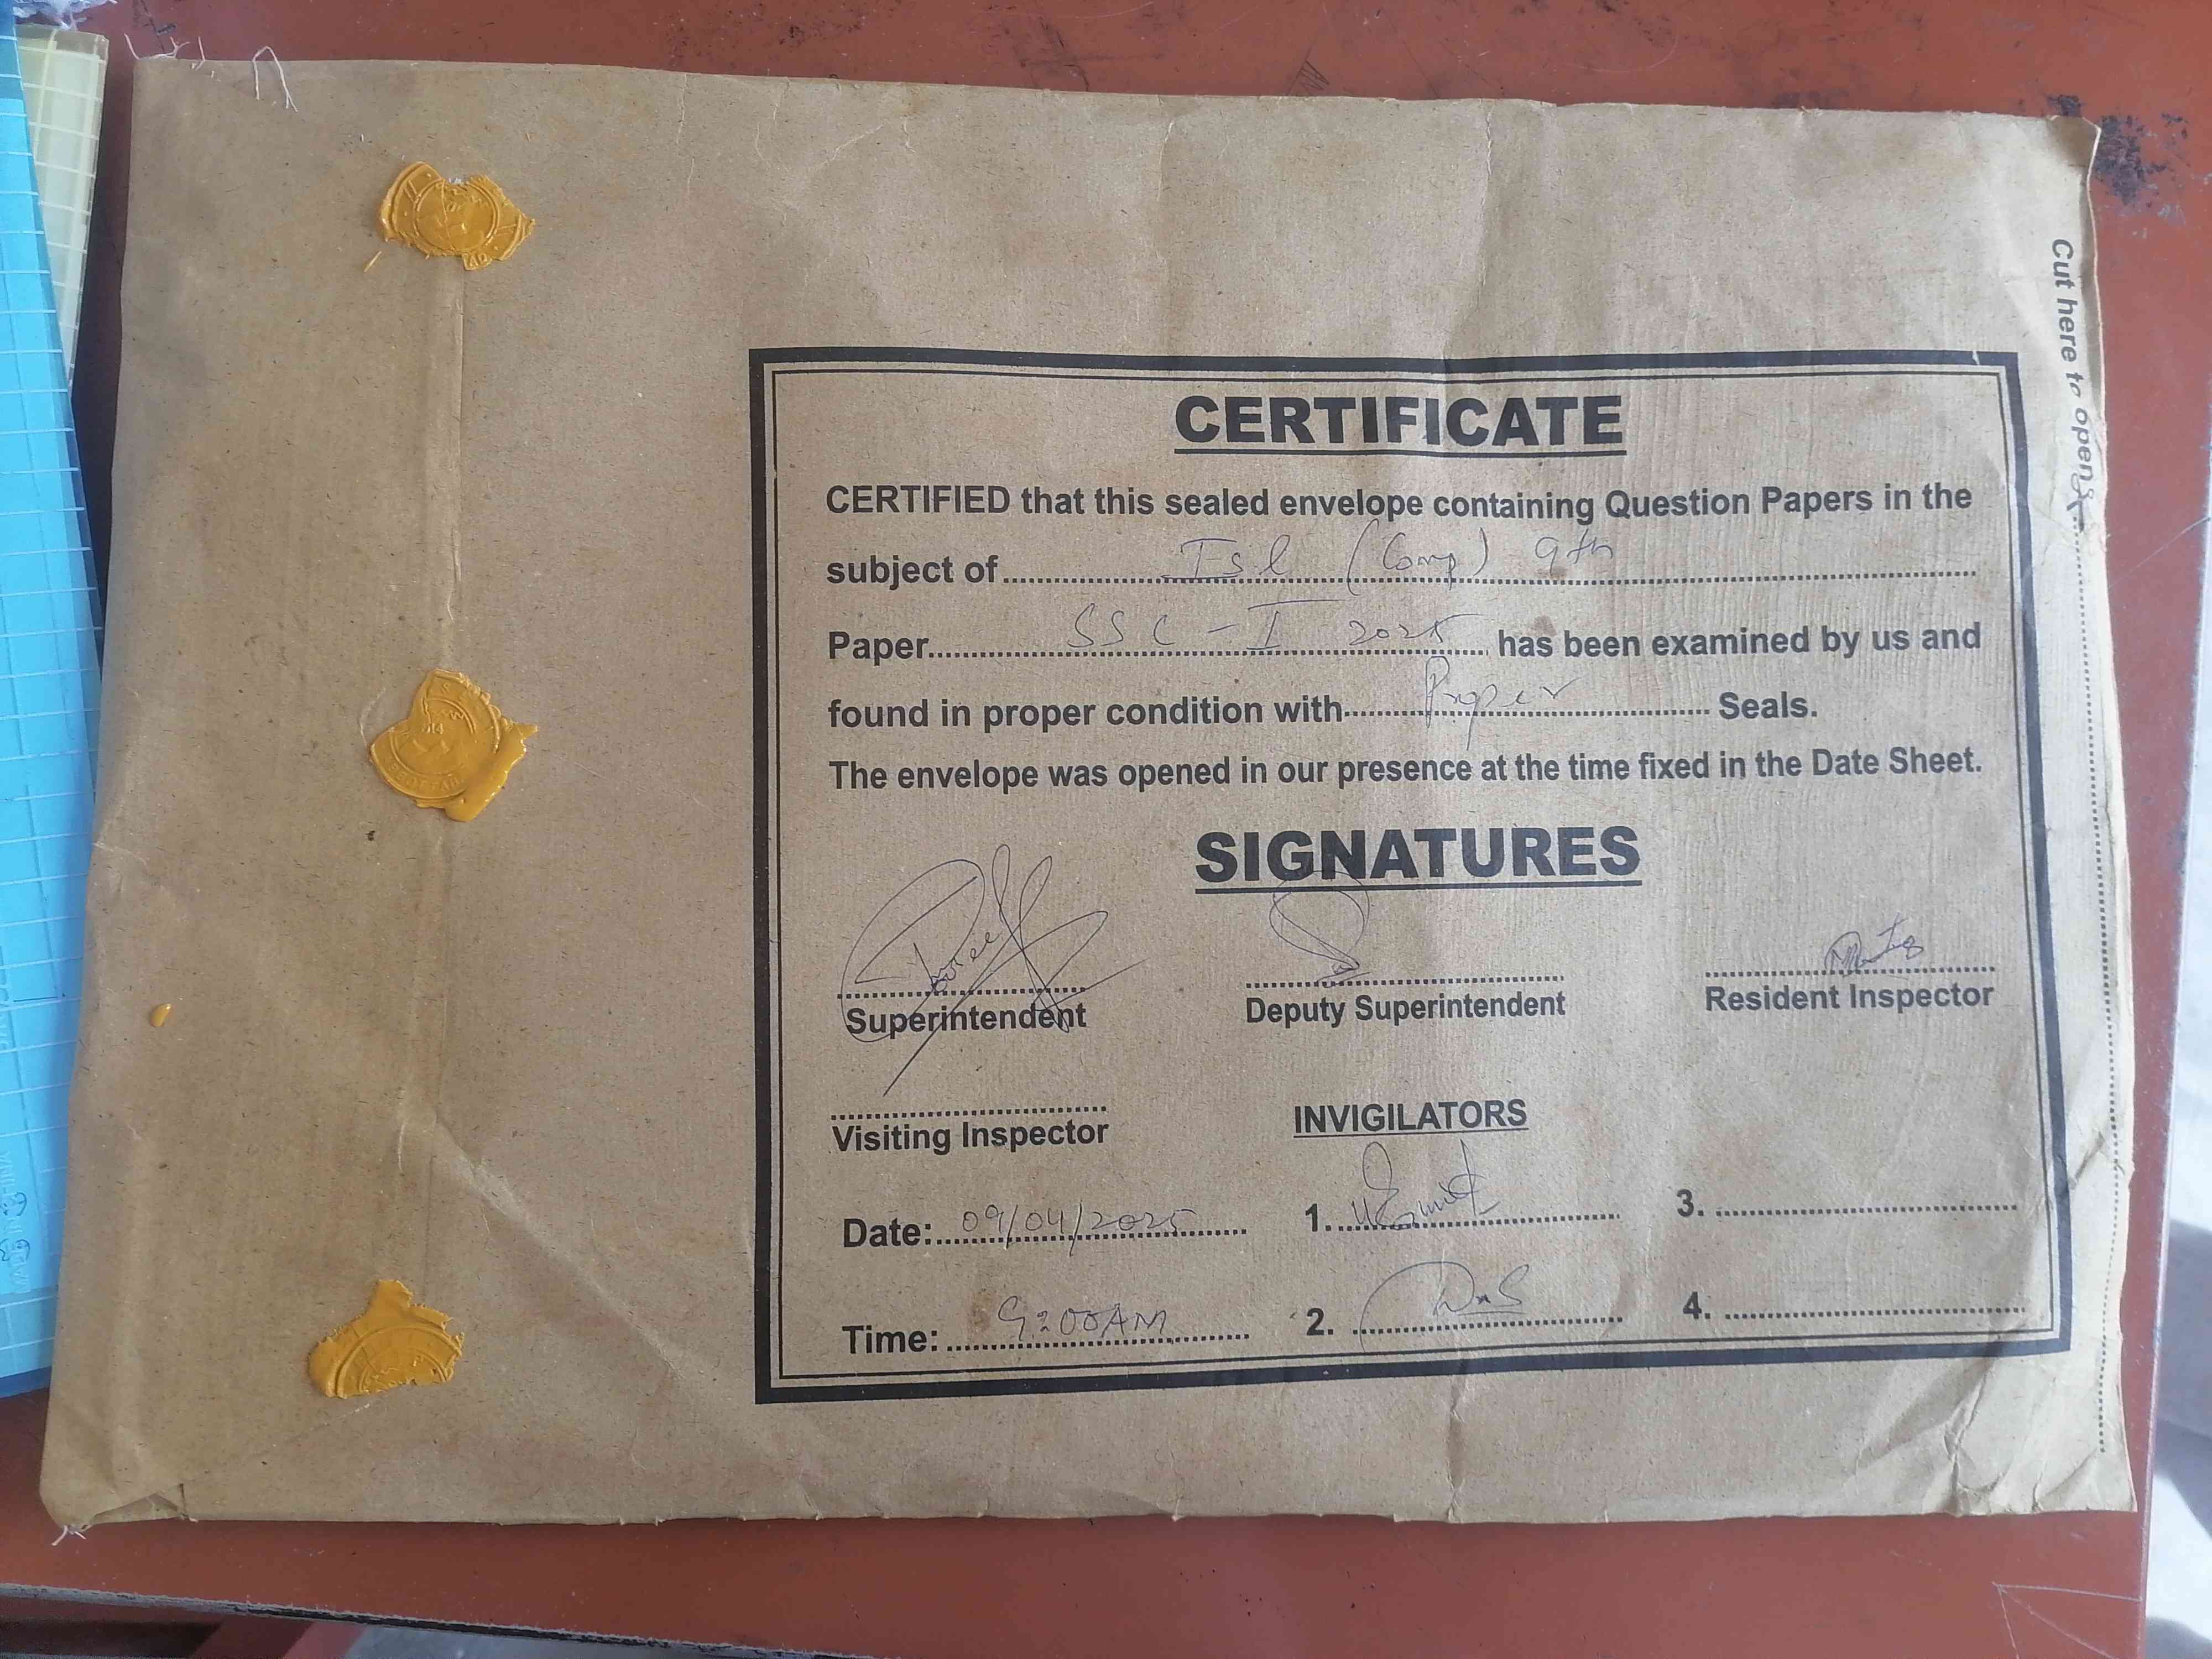 Cut here to open
CERTIFICATE
CERTIFIED that this sealed envelope containing Question Papers in the
subject of Isl (Comp) 9th
Paper SSC-I 2025 has been examined by us and
found in proper condition with Proper Seals.
The envelope was opened in our presence at the time fixed in the Date Sheet.
SIGNATURES
Superintendent Deputy Superintendent Resident Inspector
Visiting Inspector INVIGILATORS
Date: 09/04/2025 1. 3.
Time: 9:00AM 2. 4.